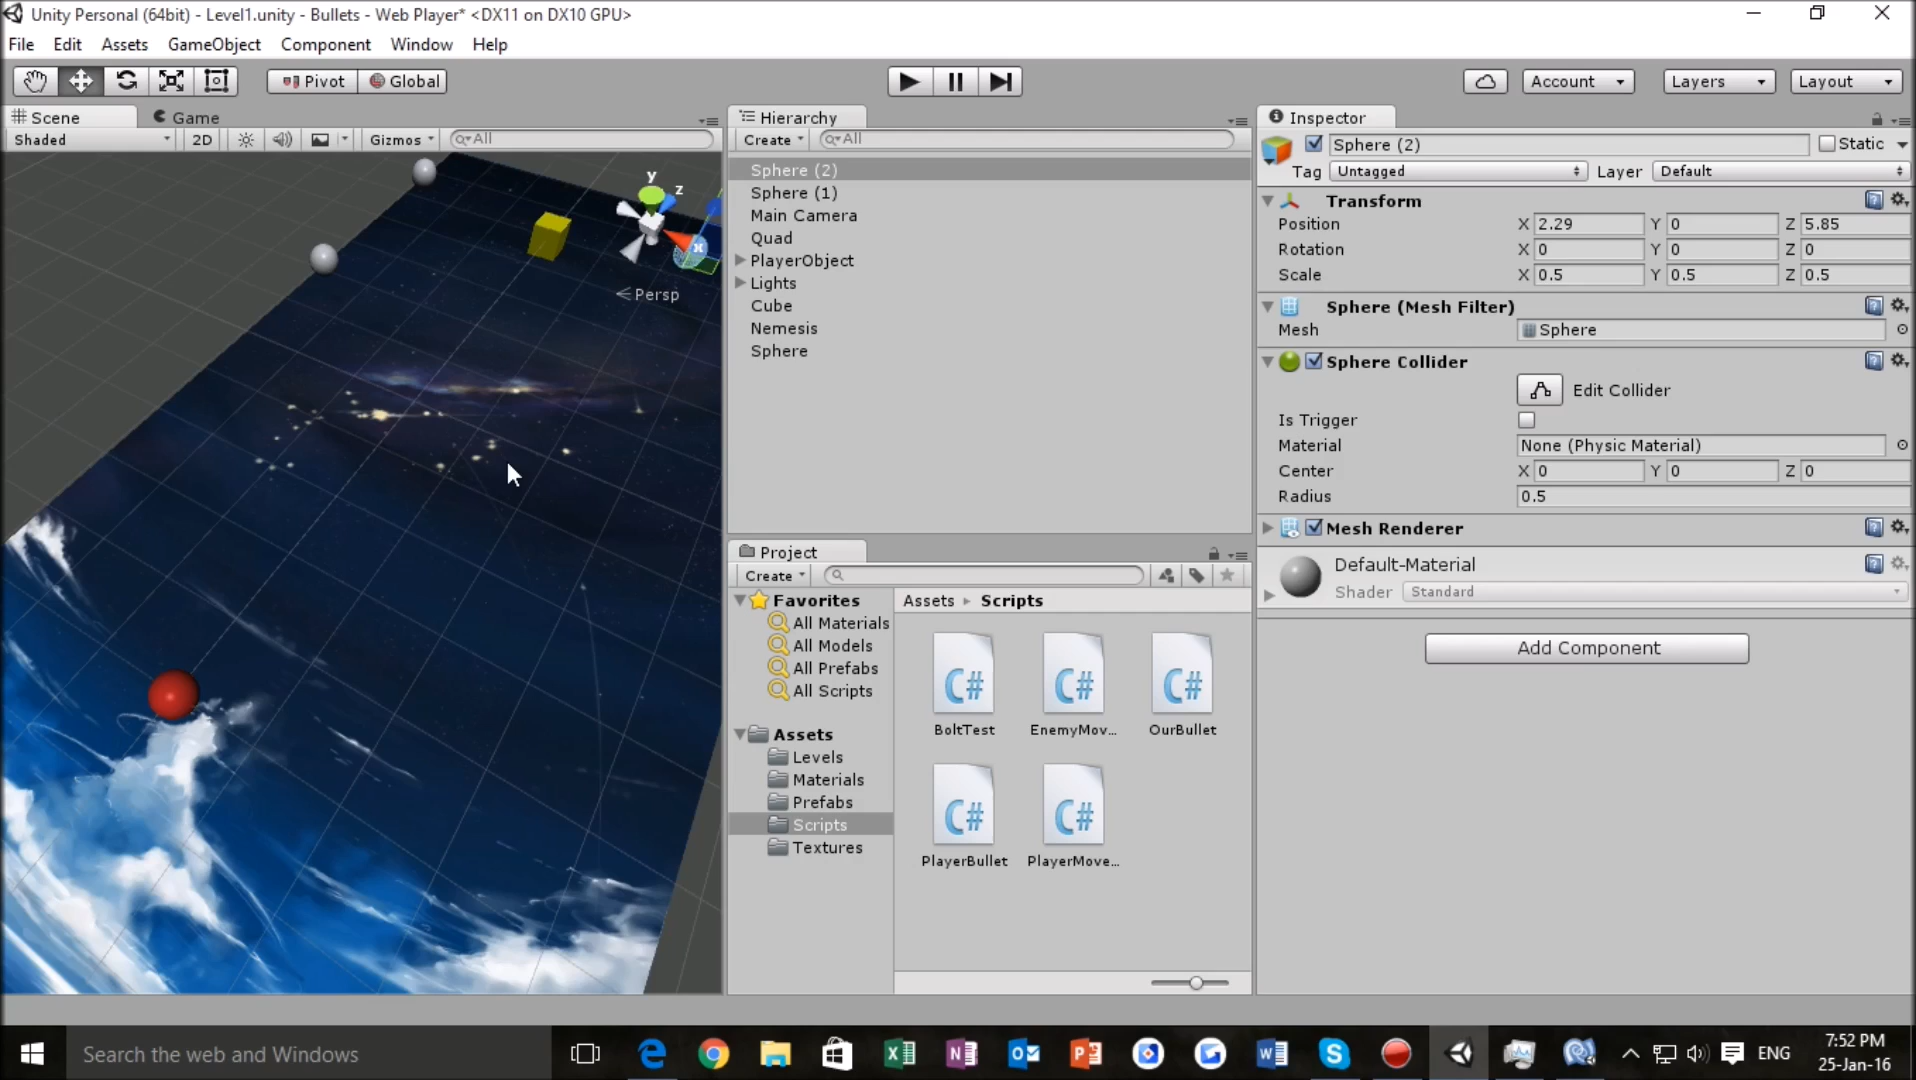 Unity Personal (64bit) - Level1.unity - Bullets - Web Player* <DX11 on DX10 GPU>
File Edit Assets GameObject Component Window Help
Pivot Global Account Layers Layout
Scene Game
Shaded 2D Gizmos All
y
z
x
Persp
Hierarchy
Create All
Sphere (2)
Sphere (1)
Main Camera
Quad
PlayerObject
Lights
Cube
Nemesis
Sphere
Project
Create
Favorites
All Materials
All Models
All Prefabs
All Scripts
Assets
Levels
Materials
Prefabs
Scripts
Textures
Assets Scripts
C# C# C#
BoltTest EnemyMov... OurBullet
C# C#
PlayerBullet PlayerMove...
Inspector
Sphere (2) Static
Tag Untagged Layer Default
Transform
Position X 2.29 Y 0 Z 5.85
Rotation X 0 Y 0 Z 0
Scale X 0.5 Y 0.5 Z 0.5
Sphere (Mesh Filter)
Mesh Sphere
Sphere Collider
Edit Collider
Is Trigger
Material None (Physic Material)
Center X 0 Y 0 Z 0
Radius 0.5
Mesh Renderer
Default-Material
Shader Standard
Add Component
Search the web and Windows
ENG
7:52 PM
25-Jan-16